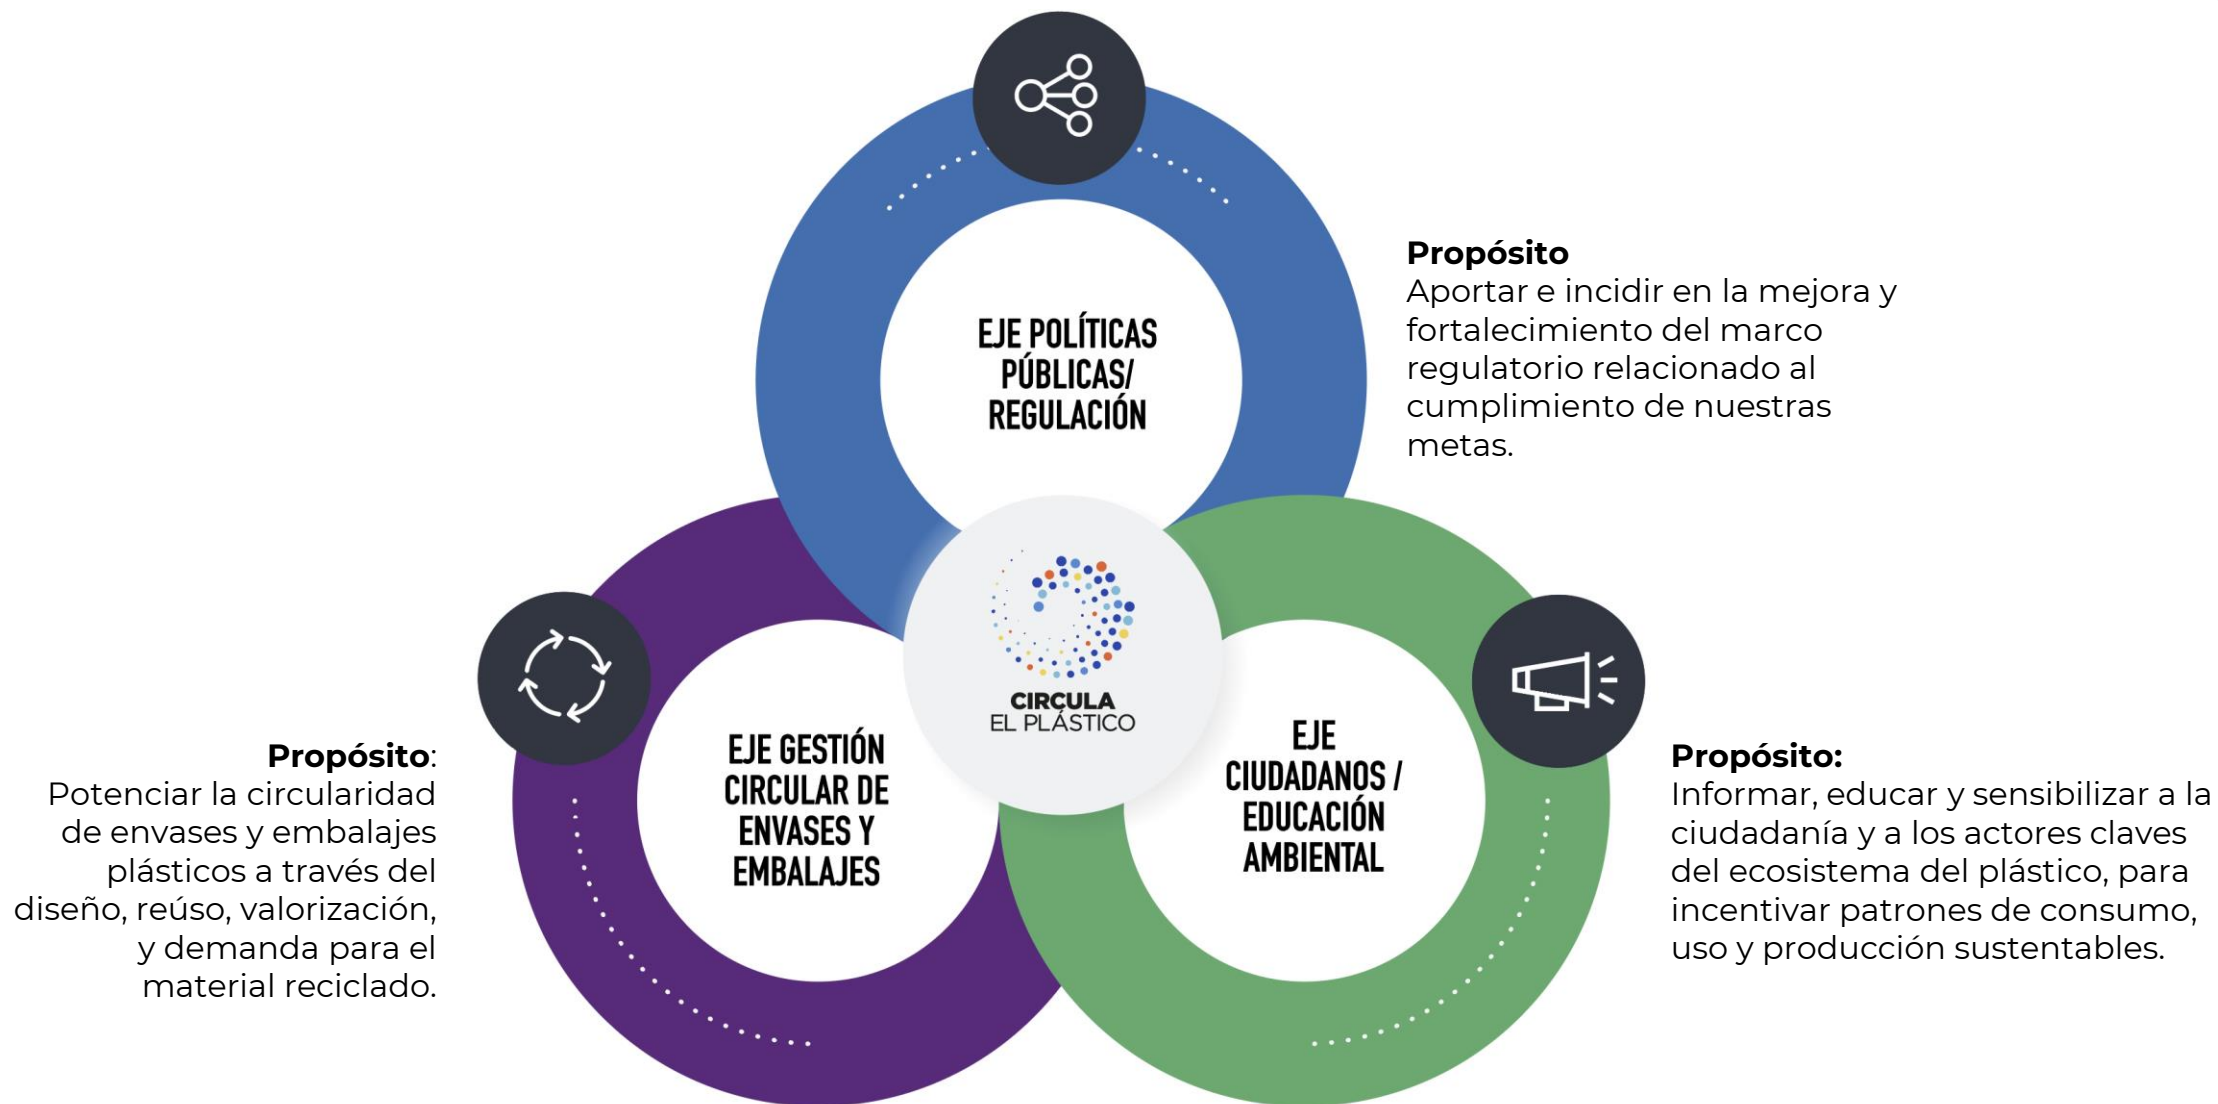 EJE POLÍTICAS
PÚBLICAS/
REGULACIÓN
Propósito
Aportar e incidir en la mejora y
fortalecimiento del marco
regulatorio relacionado al
cumplimiento de nuestras
metas.
CIRCULA
EL PLÁSTICO
Propósito:
Potenciar la circularidad
de envases y embalajes
plásticos a través del
diseño, reúso, valorización,
y demanda para el
material reciclado.
EJE GESTIÓN
CIRCULAR DE
ENVASES Y
EMBALAJES
EJE
CIUDADANOS /
EDUCACIÓN
AMBIENTAL
Propósito:
Informar, educar y sensibilizar a la
ciudadanía y a los actores claves
del ecosistema del plástico, para
incentivar patrones de consumo,
uso y producción sustentables.